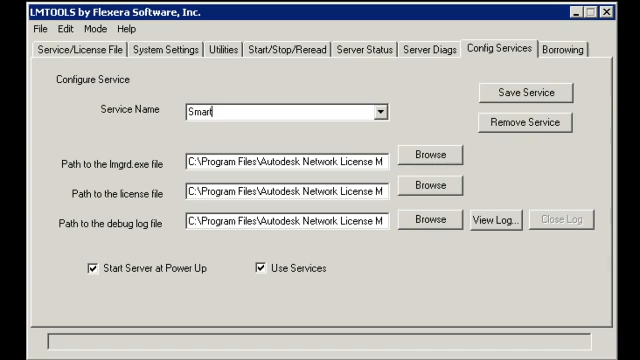 LMTOOLS by Flexera Software, Inc.
File Edit Mode Help
Service/License File System Settings Utilities Start/Stop/Reread Server Status Server Diags Config Services Borrowing
Configure Service
Save Service
Service Name Smart
Remove Service
Path to the lmgrd.exe file C:\Program Files\Autodesk Network License M Browse
Path to the license file C:\Program Files\Autodesk Network License M Browse
Path to the debug log file C:\Program Files\Autodesk Network License M Browse View Log... Close Log
Start Server at Power Up Use Services